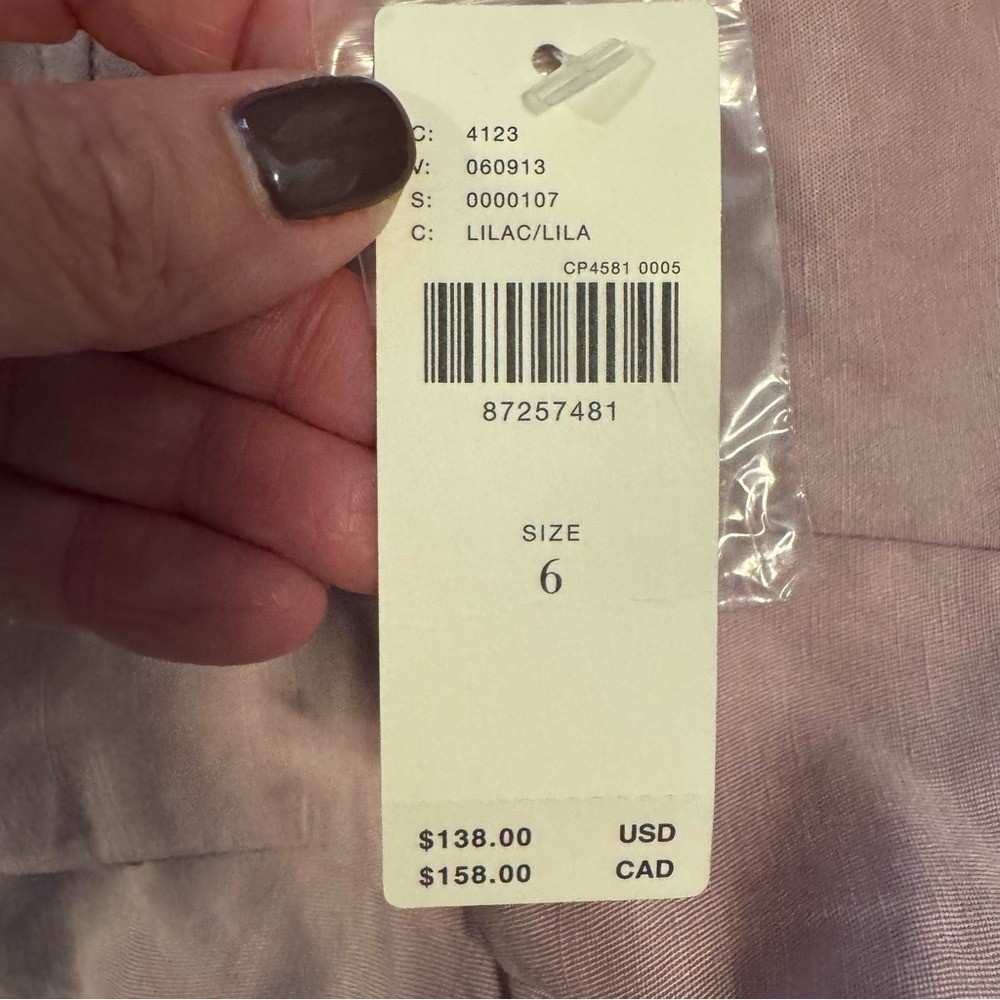 C: 4123
V: 060913
S: 0000107
C: LILAC/LILA
CP4581 0005
87257481
SIZE
6
$138.00 USD
$158.00 CAD